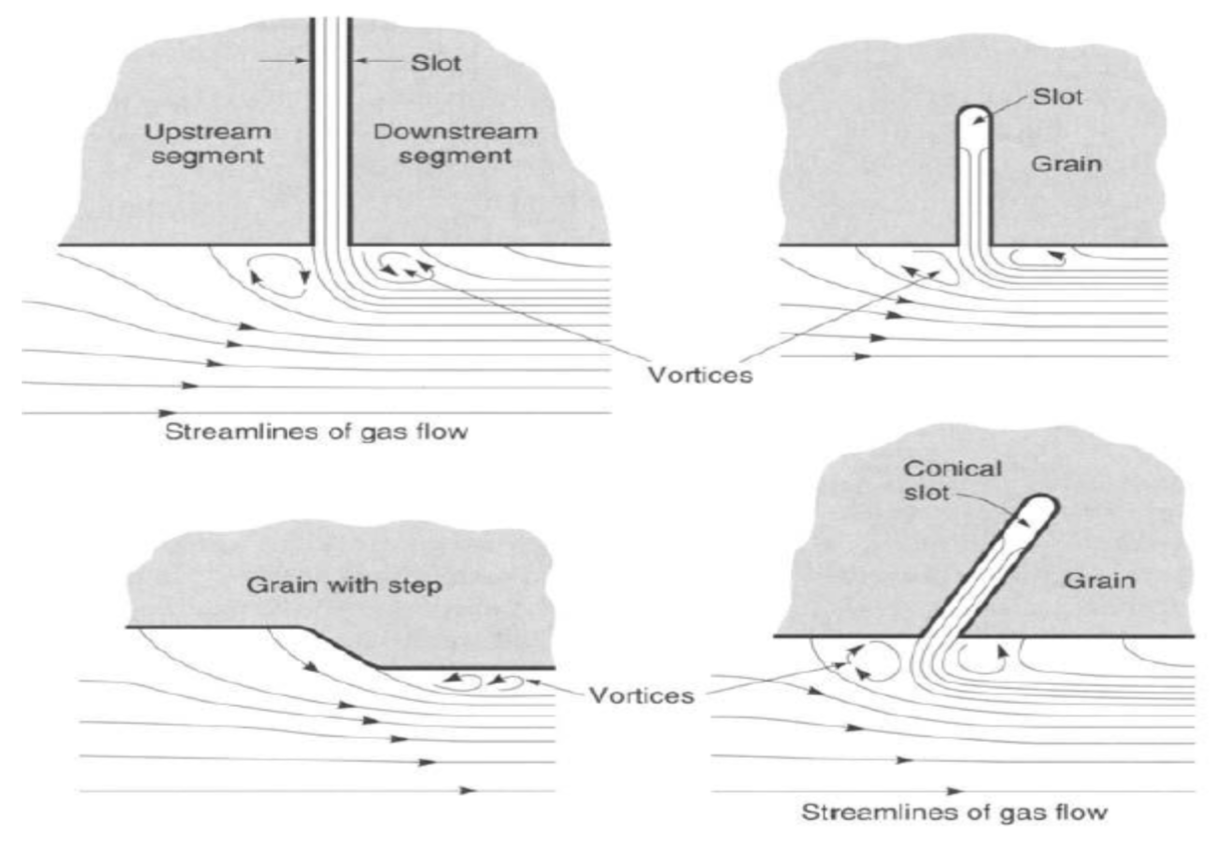 Slot
Upstream
segment
Downstream
segment
Slot
Grain
Vortices
Streamlines of gas flow
Conical
slot
Grain with step
Grain
Vortices
Streamlines of gas flow